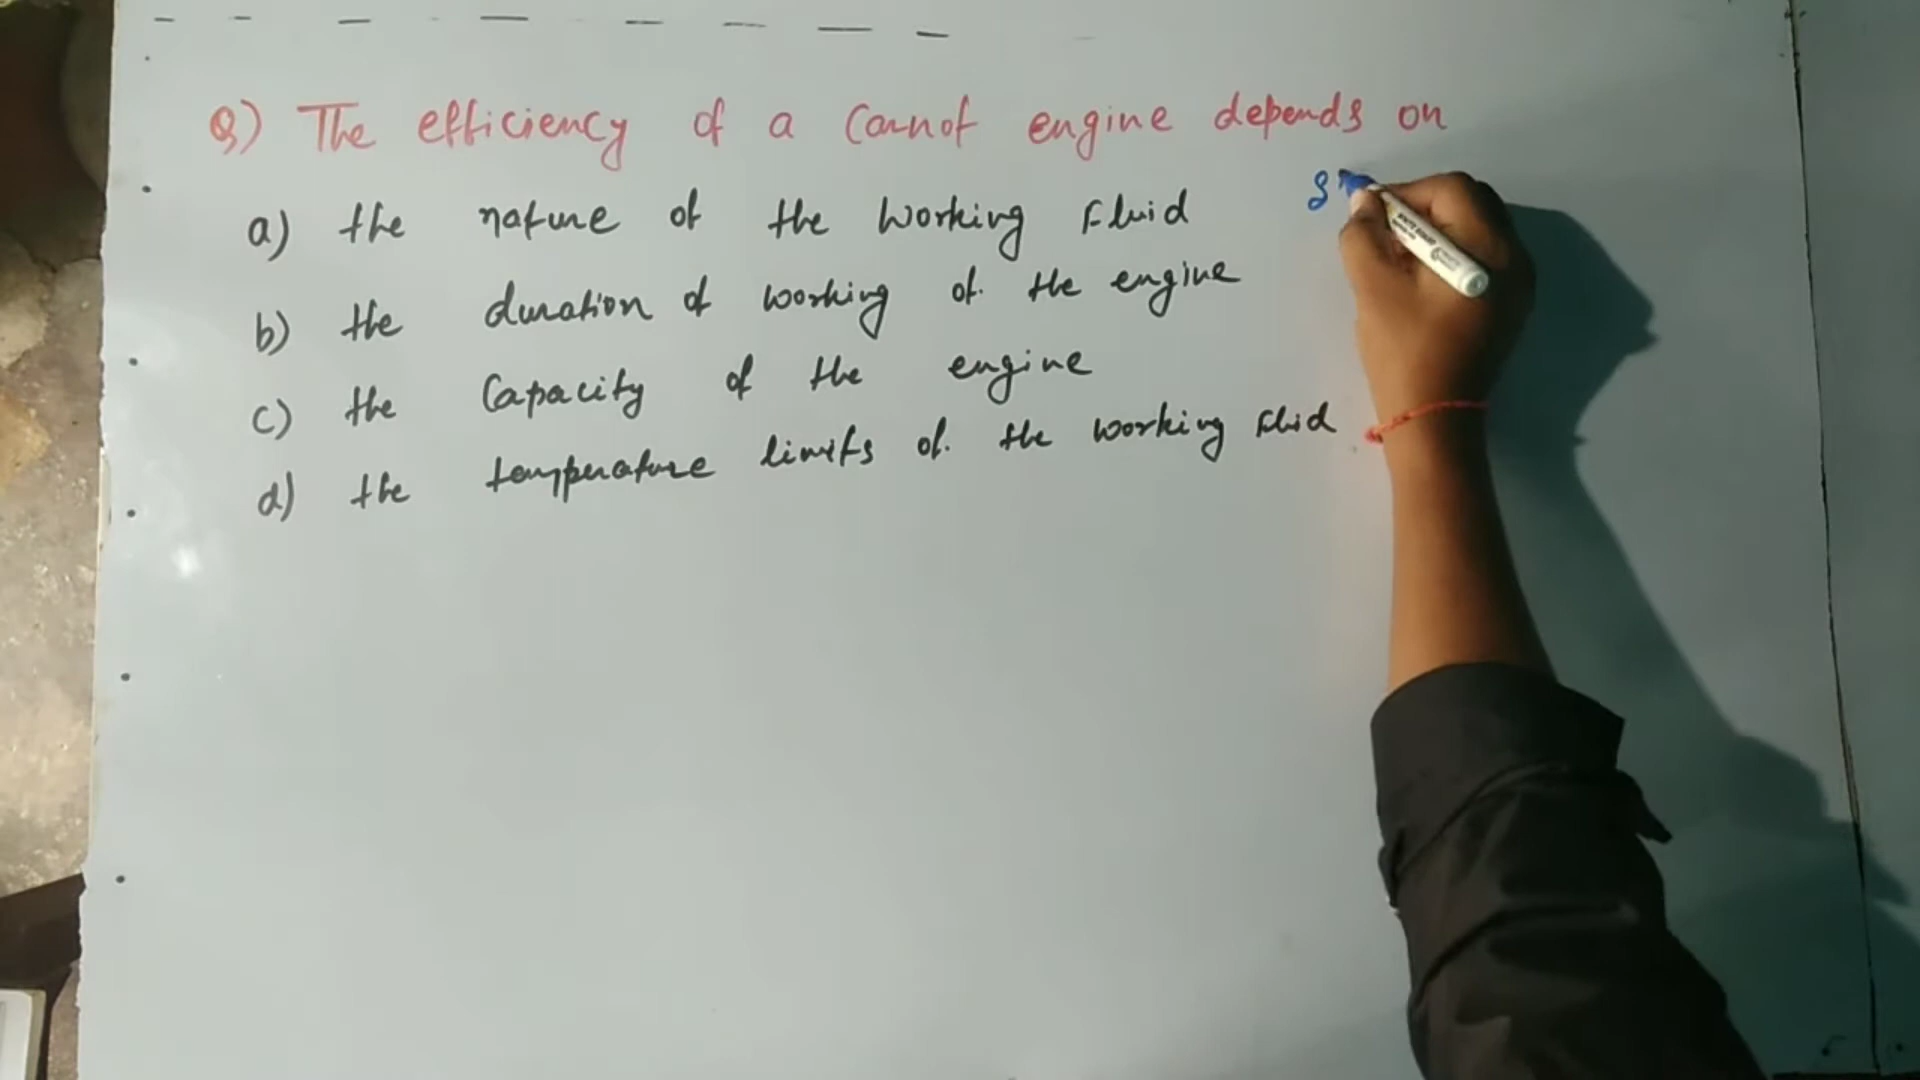 Q) The efficiency of a Carnot engine depends on
a) the nature of the working fluid
b) the duration of working of the engine
c) the Capacity of the engine
d) the temperature limits of the working fluid